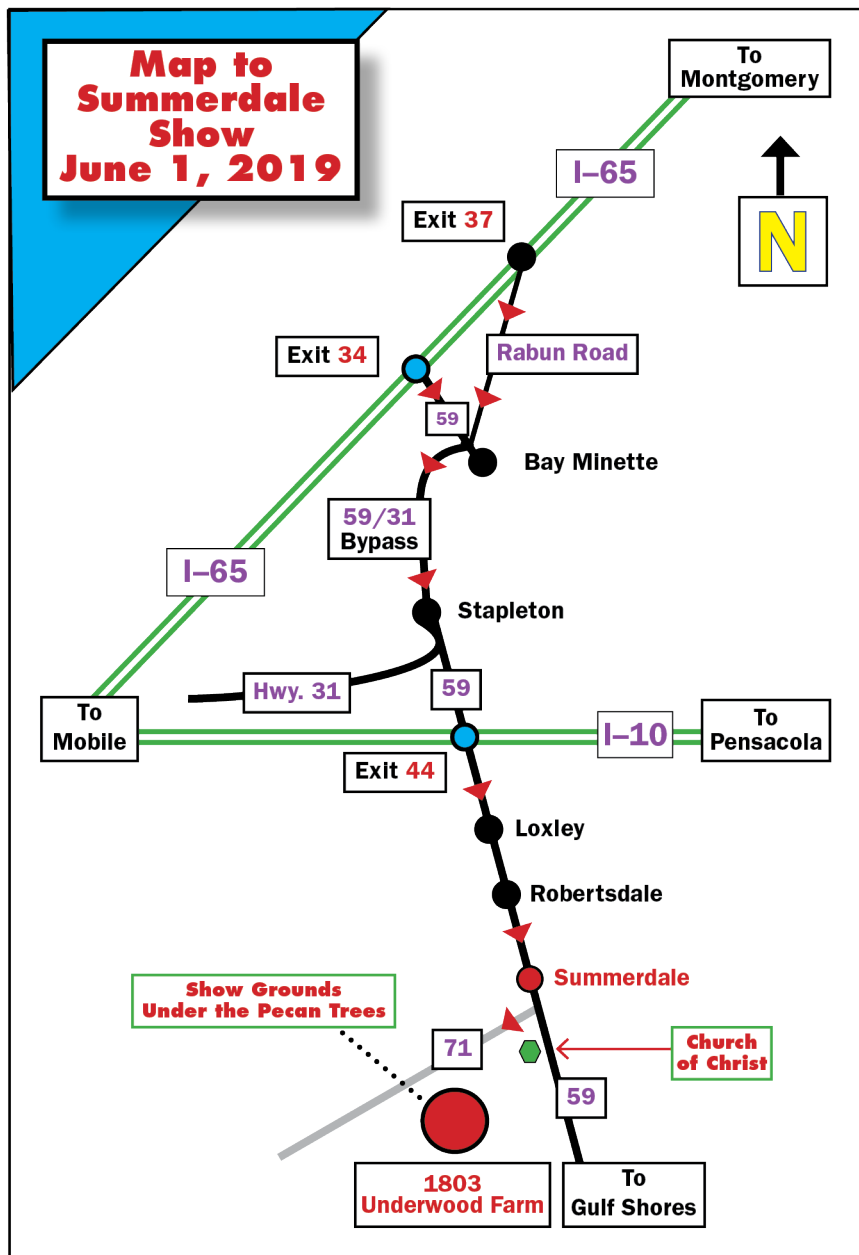 Map to
Summerdale
Show
June 1, 2019
To
Montgomery
I–65
N
Exit 37
Exit 34
Rabun Road
59
Bay Minette
59/31
Bypass
I–65
Stapleton
Hwy. 31
59
To
Mobile
I–10
To
Pensacola
Exit 44
Loxley
Robertsdale
Summerdale
Show Grounds
Under the Pecan Trees
71
Church
of Christ
59
1803
Underwood Farm
To
Gulf Shores